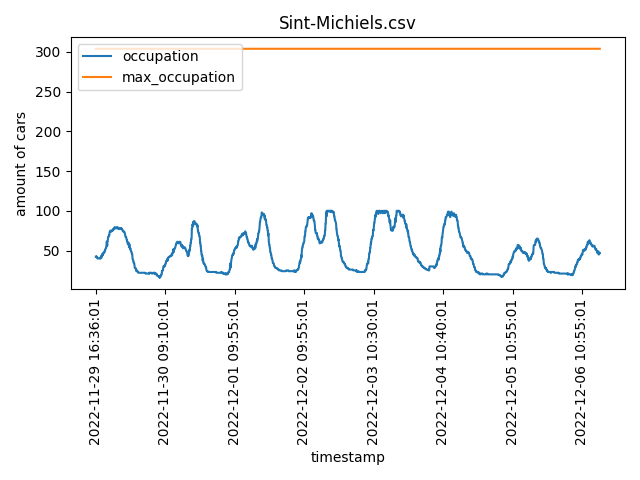 Sint-Michiels.csv
occupation
max_occupation
amount of cars
300
250
200
150
100
50
2022-11-29 16:36:01
2022-11-30 09:10:01
2022-12-01 09:55:01
2022-12-02 09:55:01
2022-12-03 10:30:01
2022-12-04 10:40:01
2022-12-05 10:55:01
2022-12-06 10:55:01
timestamp